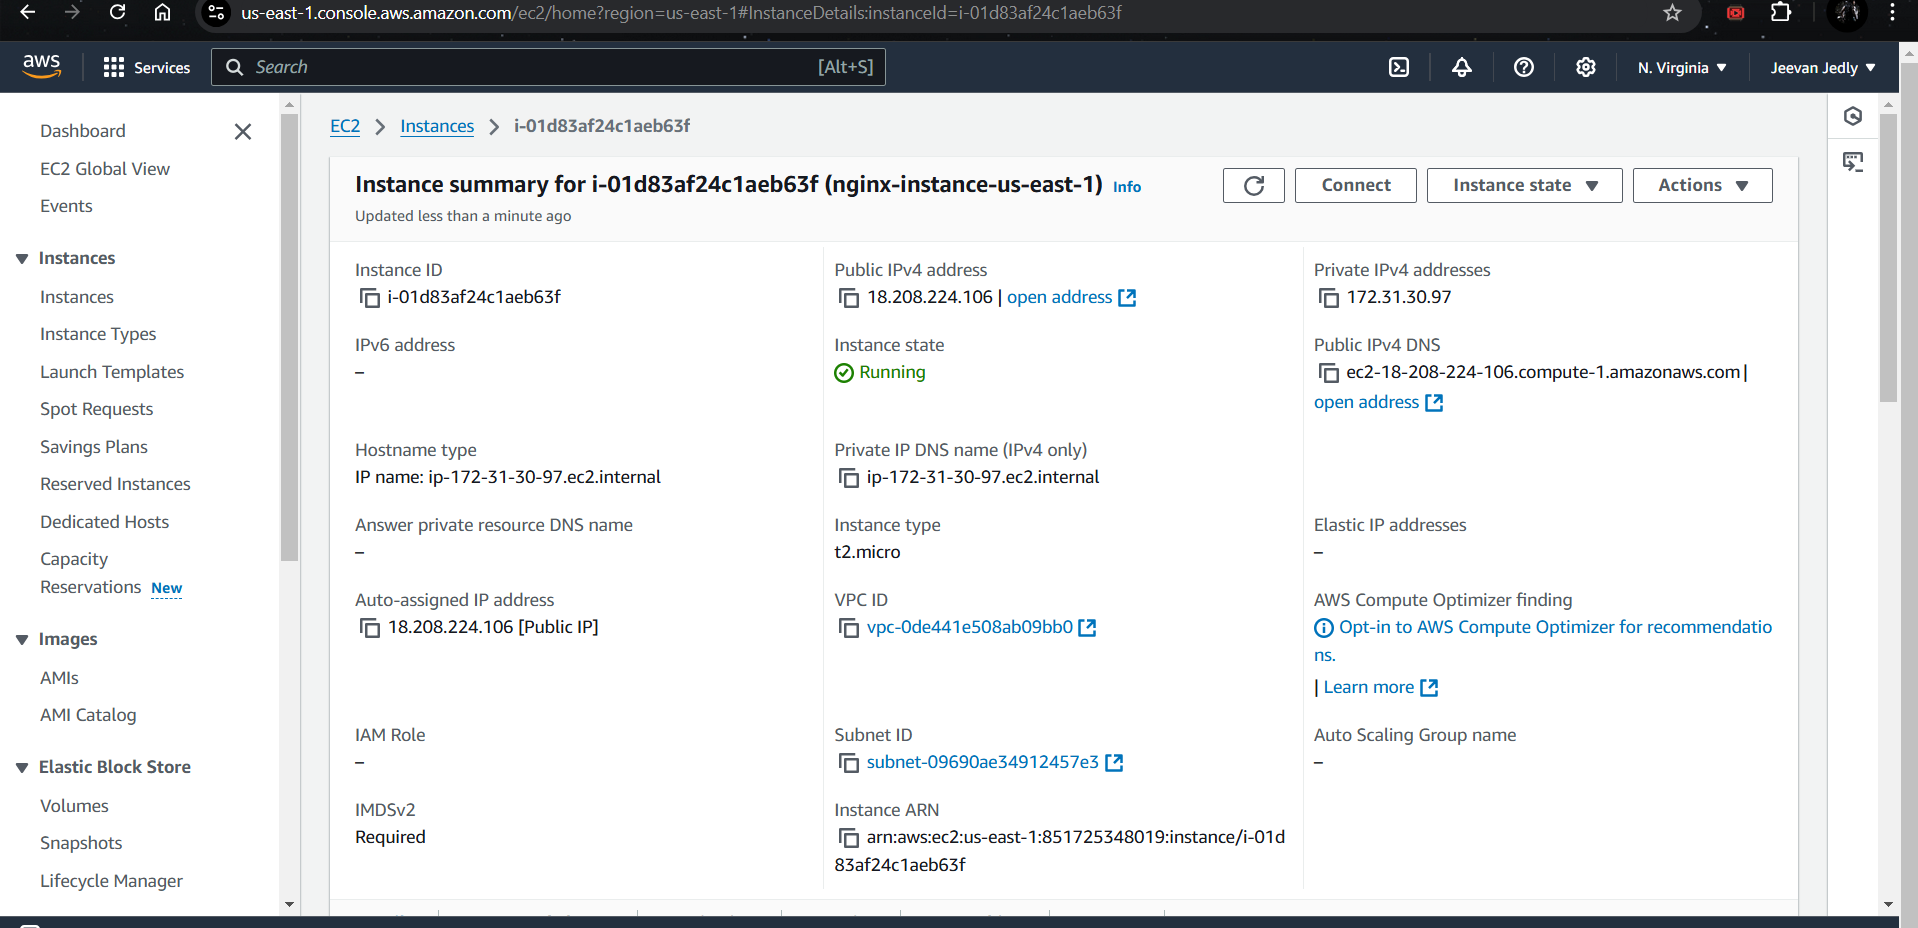 us-east-1.console.aws.amazon.com/ec2/home?region=us-east-1#InstanceDetails:instanceId=i-01d83af24c1aeb63f
aws
Services
Search
[Alt+S]
N. Virginia
Jeevan Jedly
Dashboard
EC2 Global View
Events
Instances
Instances
Instance Types
Launch Templates
Spot Requests
Savings Plans
Reserved Instances
Dedicated Hosts
Capacity
Reservations New
Images
AMIs
AMI Catalog
Elastic Block Store
Volumes
Snapshots
Lifecycle Manager
EC2 > Instances > i-01d83af24c1aeb63f
Instance summary for i-01d83af24c1aeb63f (nginx-instance-us-east-1) Info
Updated less than a minute ago
Connect
Instance state
Actions
Instance ID
i-01d83af24c1aeb63f
Public IPv4 address
18.208.224.106 | open address
Private IPv4 addresses
172.31.30.97
IPv6 address
–
Instance state
Running
Public IPv4 DNS
ec2-18-208-224-106.compute-1.amazonaws.com |
open address
Hostname type
IP name: ip-172-31-30-97.ec2.internal
Private IP DNS name (IPv4 only)
ip-172-31-30-97.ec2.internal
Answer private resource DNS name
–
Instance type
t2.micro
Elastic IP addresses
–
Auto-assigned IP address
18.208.224.106 [Public IP]
VPC ID
vpc-0de441e508ab09bb0
AWS Compute Optimizer finding
Opt-in to AWS Compute Optimizer for recommendatio
ns.
| Learn more
IAM Role
–
Subnet ID
subnet-09690ae34912457e3
Auto Scaling Group name
–
IMDSv2
Required
Instance ARN
arn:aws:ec2:us-east-1:851725348019:instance/i-01d
83af24c1aeb63f